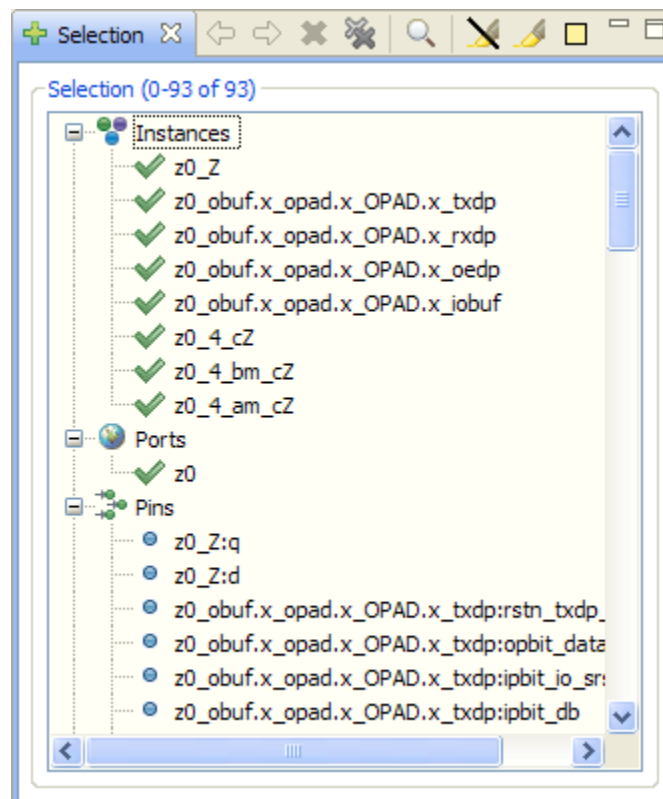 Selection
Selection (0-93 of 93)
Instances
z0_Z
z0_obuf.x_opad.x_OPAD.x_txdp
z0_obuf.x_opad.x_OPAD.x_rxdp
z0_obuf.x_opad.x_OPAD.x_oedp
z0_obuf.x_opad.x_OPAD.x_iobuf
z0_4_cZ
z0_4_bm_cZ
z0_4_am_cZ
Ports
z0
Pins
z0_Z:q
z0_Z:d
z0_obuf.x_opad.x_OPAD.x_txdp:rstn_txdp_
z0_obuf.x_opad.x_OPAD.x_txdp:opbit_data
z0_obuf.x_opad.x_OPAD.x_txdp:ipbit_io_sr
z0_obuf.x_opad.x_OPAD.x_txdp:ipbit_db